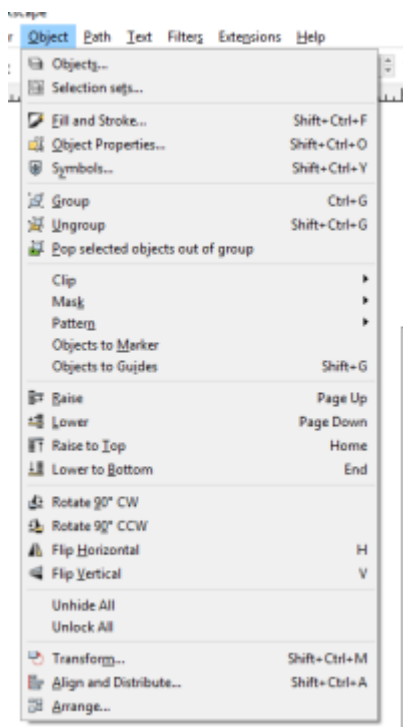 Object Path Text Filters Extensions Help
Objects...
Selection sets...
Fill and Stroke... Shift+Ctrl+F
Object Properties... Shift+Ctrl+O
Symbols... Shift+Ctrl+Y
Group Ctrl+G
Ungroup Shift+Ctrl+G
Pop selected objects out of group
Clip
Mask
Pattern
Objects to Marker
Objects to Guides Shift+G
Raise Page Up
Lower Page Down
Raise to Top Home
Lower to Bottom End
Rotate 90° CW
Rotate 90° CCW
Flip Horizontal H
Flip Vertical V
Unhide All
Unlock All
Transform... Shift+Ctrl+M
Align and Distribute... Shift+Ctrl+A
Arrange...